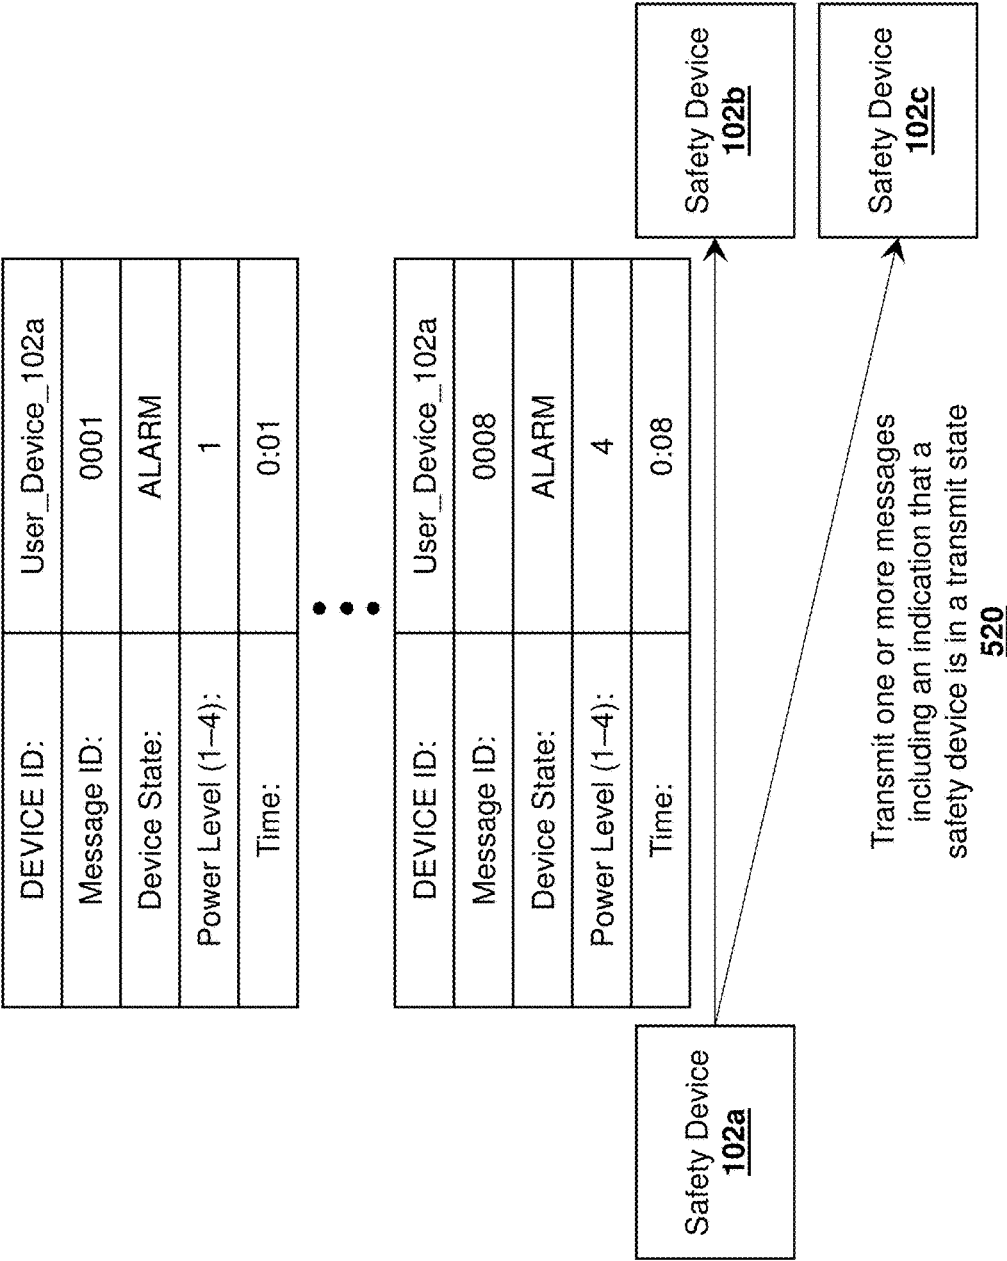 DEVICE ID: User_Device_102a
Message ID: 0001
Device State: ALARM
Power Level (1–4): 1
Time: 0:01
DEVICE ID: User_Device_102a
Message ID: 0008
Device State: ALARM
Power Level (1–4): 4
Time: 0:08
Safety Device
102a
Safety Device
102b
Safety Device
102c
Transmit one or more messages
including an indication that a
safety device is in a transmit state
520